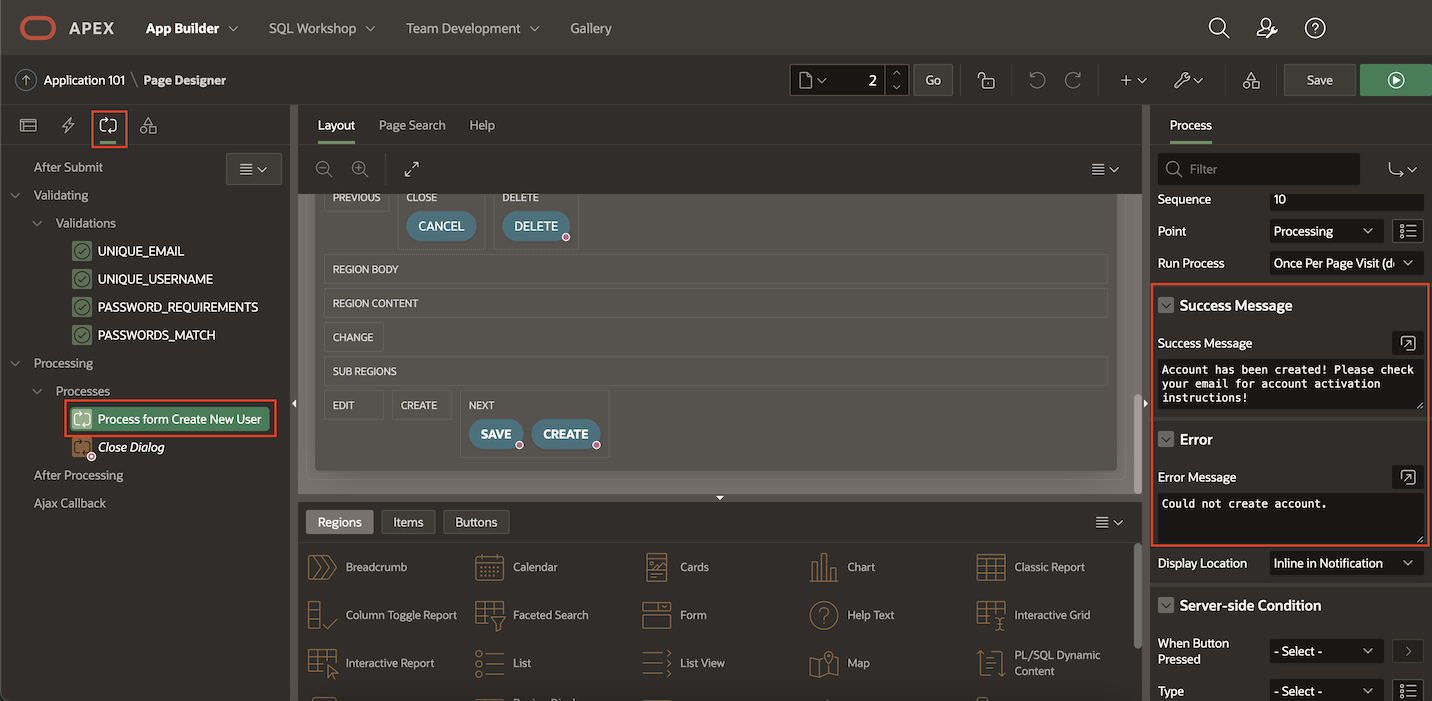 APEX
App Builder
SQL Workshop
Team Development
Gallery
Application 101 \ Page Designer
2
Go
Save
After Submit
Validating
Validations
UNIQUE_EMAIL
UNIQUE_USERNAME
PASSWORD_REQUIREMENTS
PASSWORDS_MATCH
Processing
Processes
Process form Create New User
Close Dialog
After Processing
Ajax Callback
Layout
Page Search
Help
PREVIOUS
CLOSE
DELETE
CANCEL
DELETE
REGION BODY
REGION CONTENT
CHANGE
SUB REGIONS
EDIT
CREATE
NEXT
SAVE
CREATE
Regions
Items
Buttons
Breadcrumb
Calendar
Cards
Chart
Classic Report
Column Toggle Report
Faceted Search
Form
Help Text
Interactive Grid
Interactive Report
List
List View
Map
PL/SQL Dynamic
Content
Process
Filter
Sequence
10
Point
Processing
Run Process
Once Per Page Visit (d
Success Message
Success Message
Account has been created! Please check
your email for account activation
instructions!
Error
Error Message
Could not create account.
Display Location
Inline in Notification
Server-side Condition
When Button
Pressed
- Select -
Type
- Select -